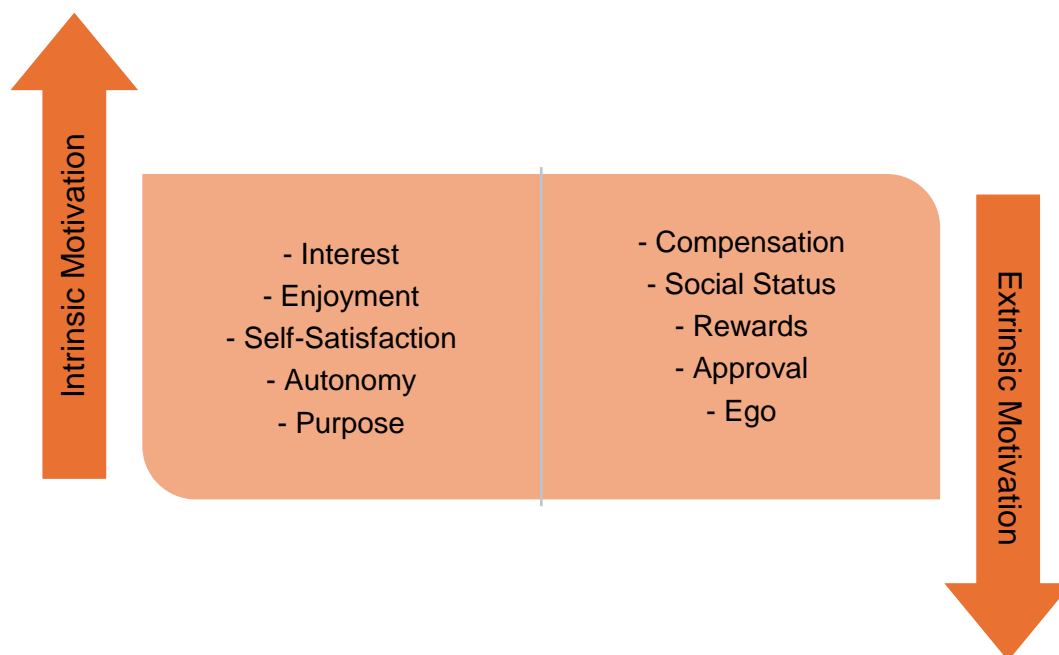 Intrinsic Motivation
- Interest
- Enjoyment
- Self-Satisfaction
- Autonomy
- Purpose
- Compensation
- Social Status
- Rewards
- Approval
- Ego
Extrinsic Motivation